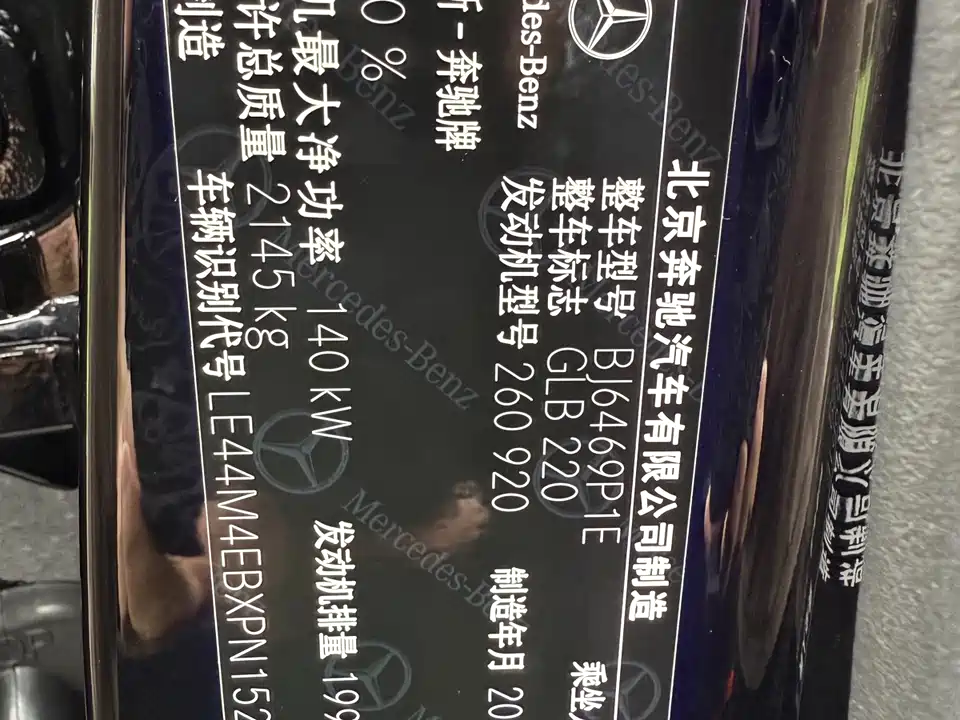 北京奔驰汽车有限公司制造
Mercedes-Benz
整车型号 BJ6469P1E
整车标志 GLB 220
发动机型号 260 920
制造年月 20
乘坐
-奔驰牌
0 %
机最大净功率 140 kW
发动机排量 199
许总质量 2145 kg
制造
车辆识别代号 LE44M4EBXPN152